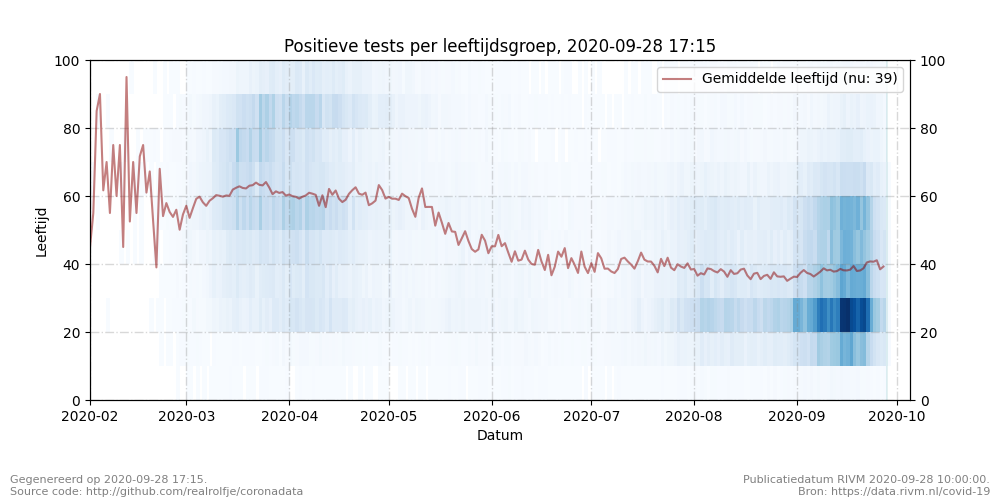 Positieve tests per leeftijdsgroep, 2020-09-28 17:15
Gemiddelde leeftijd (nu: 39)
100
80
60
40
20
0
Leeftijd
100
80
60
40
20
0
2020-02 2020-03 2020-04 2020-05 2020-06 2020-07 2020-08 2020-09 2020-10
Datum
Gegenereerd op 2020-09-28 17:15.
Source code: http://github.com/realrolfje/coronadata
Publicatiedatum RIVM 2020-09-28 10:00:00.
Bron: https://data.rivm.nl/covid-19